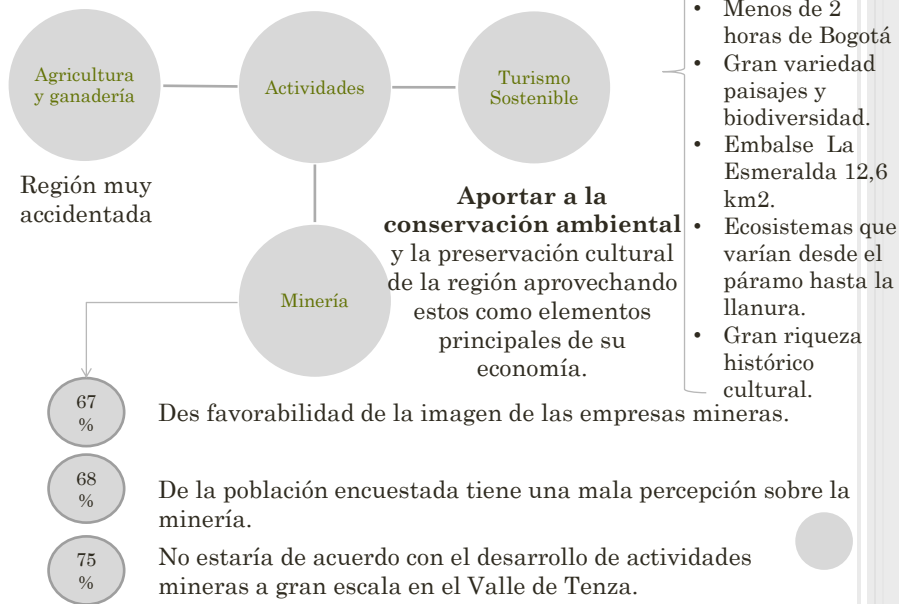 Agricultura
y ganadería
Actividades
Turismo
Sostenible
• Menos de 2
horas de Bogotá
• Gran variedad
paisajes y
biodiversidad.
• Embalse La
Esmeralda 12,6
km2.
• Ecosistemas que
varían desde el
páramo hasta la
llanura.
• Gran riqueza
histórico
cultural.
Región muy
accidentada
Aportar a la
conservación ambiental
y la preservación cultural
de la región aprovechando
estos como elementos
principales de su
economía.
Minería
67
%
Des favorabilidad de la imagen de las empresas mineras.
68
%
De la población encuestada tiene una mala percepción sobre la
minería.
75
%
No estaría de acuerdo con el desarrollo de actividades
mineras a gran escala en el Valle de Tenza.